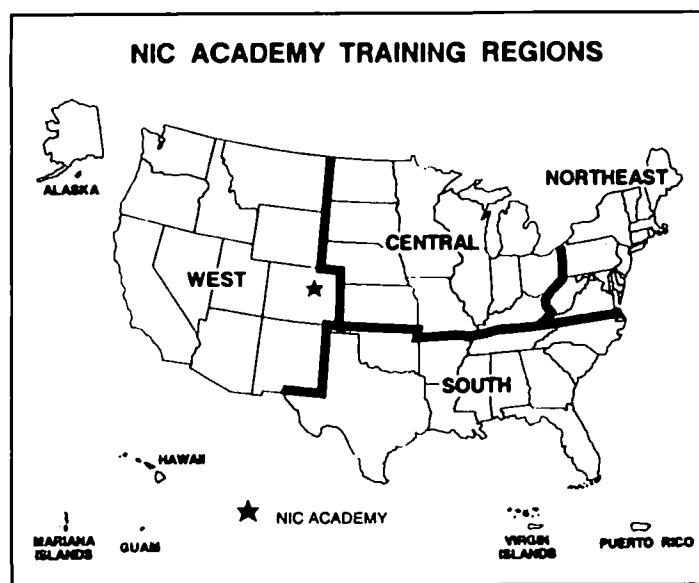 NIC ACADEMY TRAINING REGIONS
ALASKA
NORTHEAST
CENTRAL
WEST
SOUTH
HAWAII
★ NIC ACADEMY
MARIANA
ISLANDS
GUAM
VIRGIN
ISLANDS
PUERTO RICO